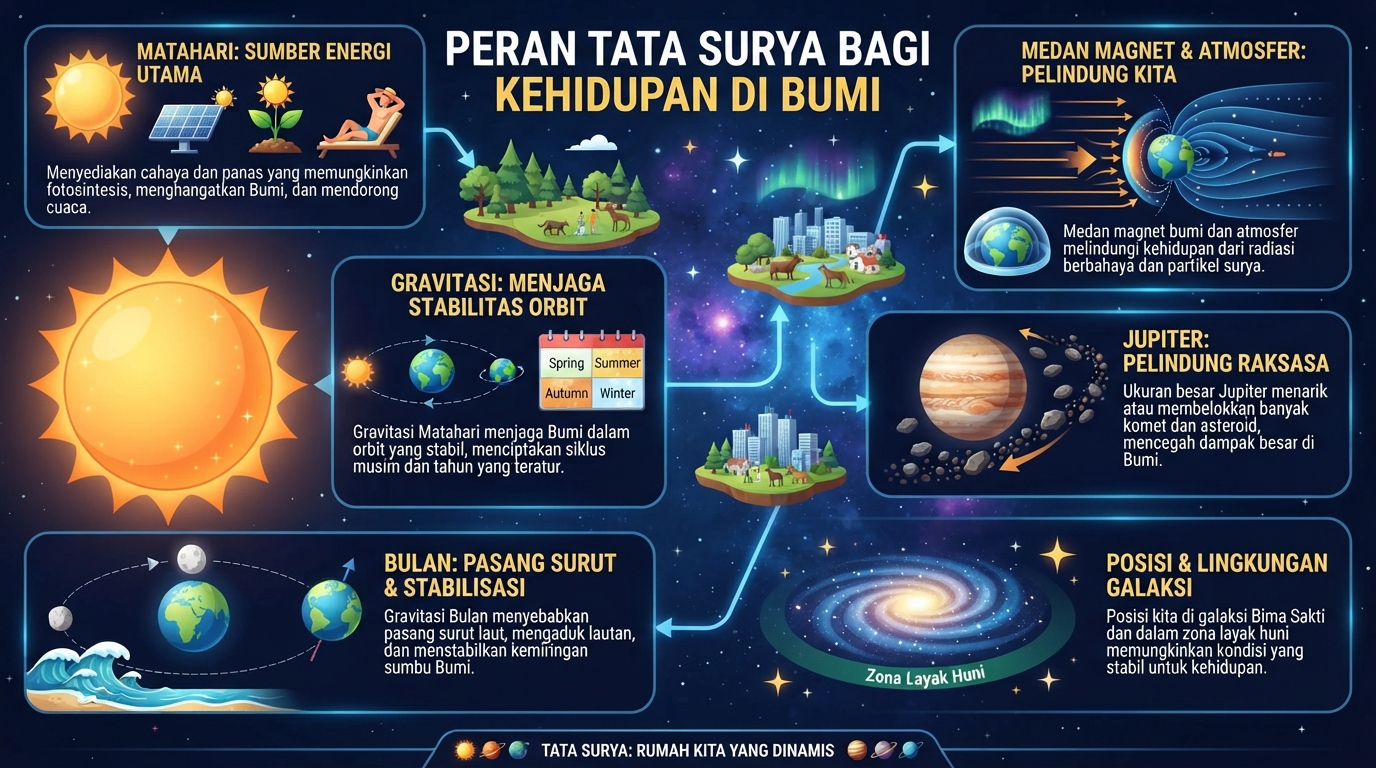 PERAN TATA SURYA BAGI
KEHIDUPAN DI BUMI
MATAHARI: SUMBER ENERGI
UTAMA
Menyediakan cahaya dan panas yang memungkinkan
fotosintesis, menghangatkan Bumi, dan mendorong
cuaca.
MEDAN MAGNET & ATMOSFER:
PELINDUNG KITA
Medan magnet bumi dan atmosfer
melindungi kehidupan dari radiasi
berbahaya dan partikel surya.
GRAVITASI: MENJAGA
STABILITAS ORBIT
Spring Summer
Autumn Winter
Gravitasi Matahari menjaga Bumi dalam
orbit yang stabil, menciptakan siklus
musim dan tahun yang teratur.
JUPITER:
PELINDUNG RAKSASA
Ukuran besar Jupiter menarik
atau membelokkan banyak
komet dan asteroid,
mencegah dampak besar di
Bumi.
BULAN: PASANG SURUT
& STABILISASI
Gravitasi Bulan menyebabkan
pasang surut laut, mengaduk lautan,
dan menstabilkan kemiringan
sumbu Bumi.
POSISI & LINGKUNGAN
GALAKSI
Posisi kita di galaksi Bima Sakti
dan dalam zona layak huni
memungkinkan kondisi yang
stabil untuk kehidupan.
Zona Layak Huni
TATA SURYA: RUMAH KITA YANG DINAMIS